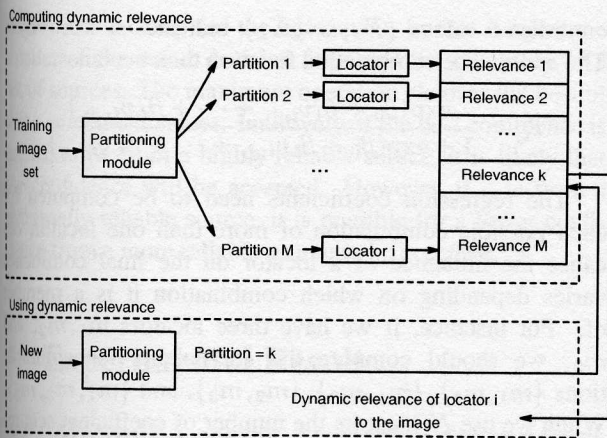 Computing dynamic relevance
Partition 1
Locator i
Relevance 1
Partition 2
Locator i
Relevance 2
Training
image
set
Partitioning
module
...
Relevance k
...
Partition M
Locator i
Relevance M
Using dynamic relevance
New
image
Partitioning
module
Partition = k
Dynamic relevance of locator i
to the image